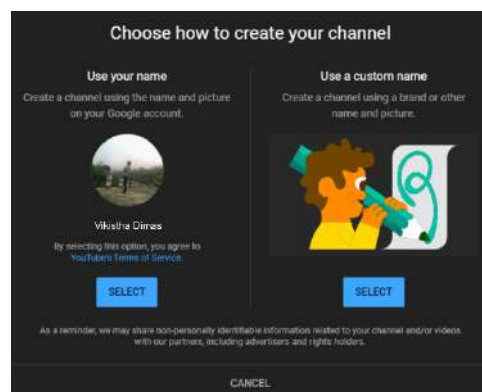 Choose how to create your channel
Use your name
Create a channel using the name and picture
on your Google account.
Vikistha Dimas
By selecting this option, you agree to
YouTube's Terms of Service.
SELECT
Use a custom name
Create a channel using a brand or other
name and picture.
SELECT
As a reminder, we may share non-personally identifiable information related to your channel and/or videos
with our partners, including advertisers and rights holders.
CANCEL